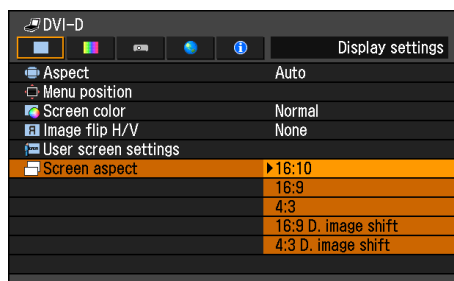 DVI-D
Display settings
Aspect Auto
Menu position
Screen color Normal
Image flip H/V None
User screen settings
Screen aspect 16:10
16:9
4:3
16:9 D. image shift
4:3 D. image shift